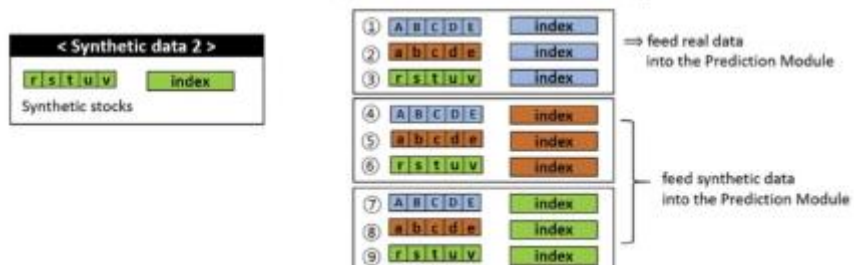 < Synthetic data 2 >
r s t u v index
Synthetic stocks
① A B C D E index
② a b c d e index
③ r s t u v index
⇒ feed real data
into the Prediction Module
④ A B C D E index
⑤ a b c d e index
⑥ r s t u v index
⑦ A B C D E index
⑧ a b c d e index
⑨ r s t u v index
feed synthetic data
into the Prediction Module